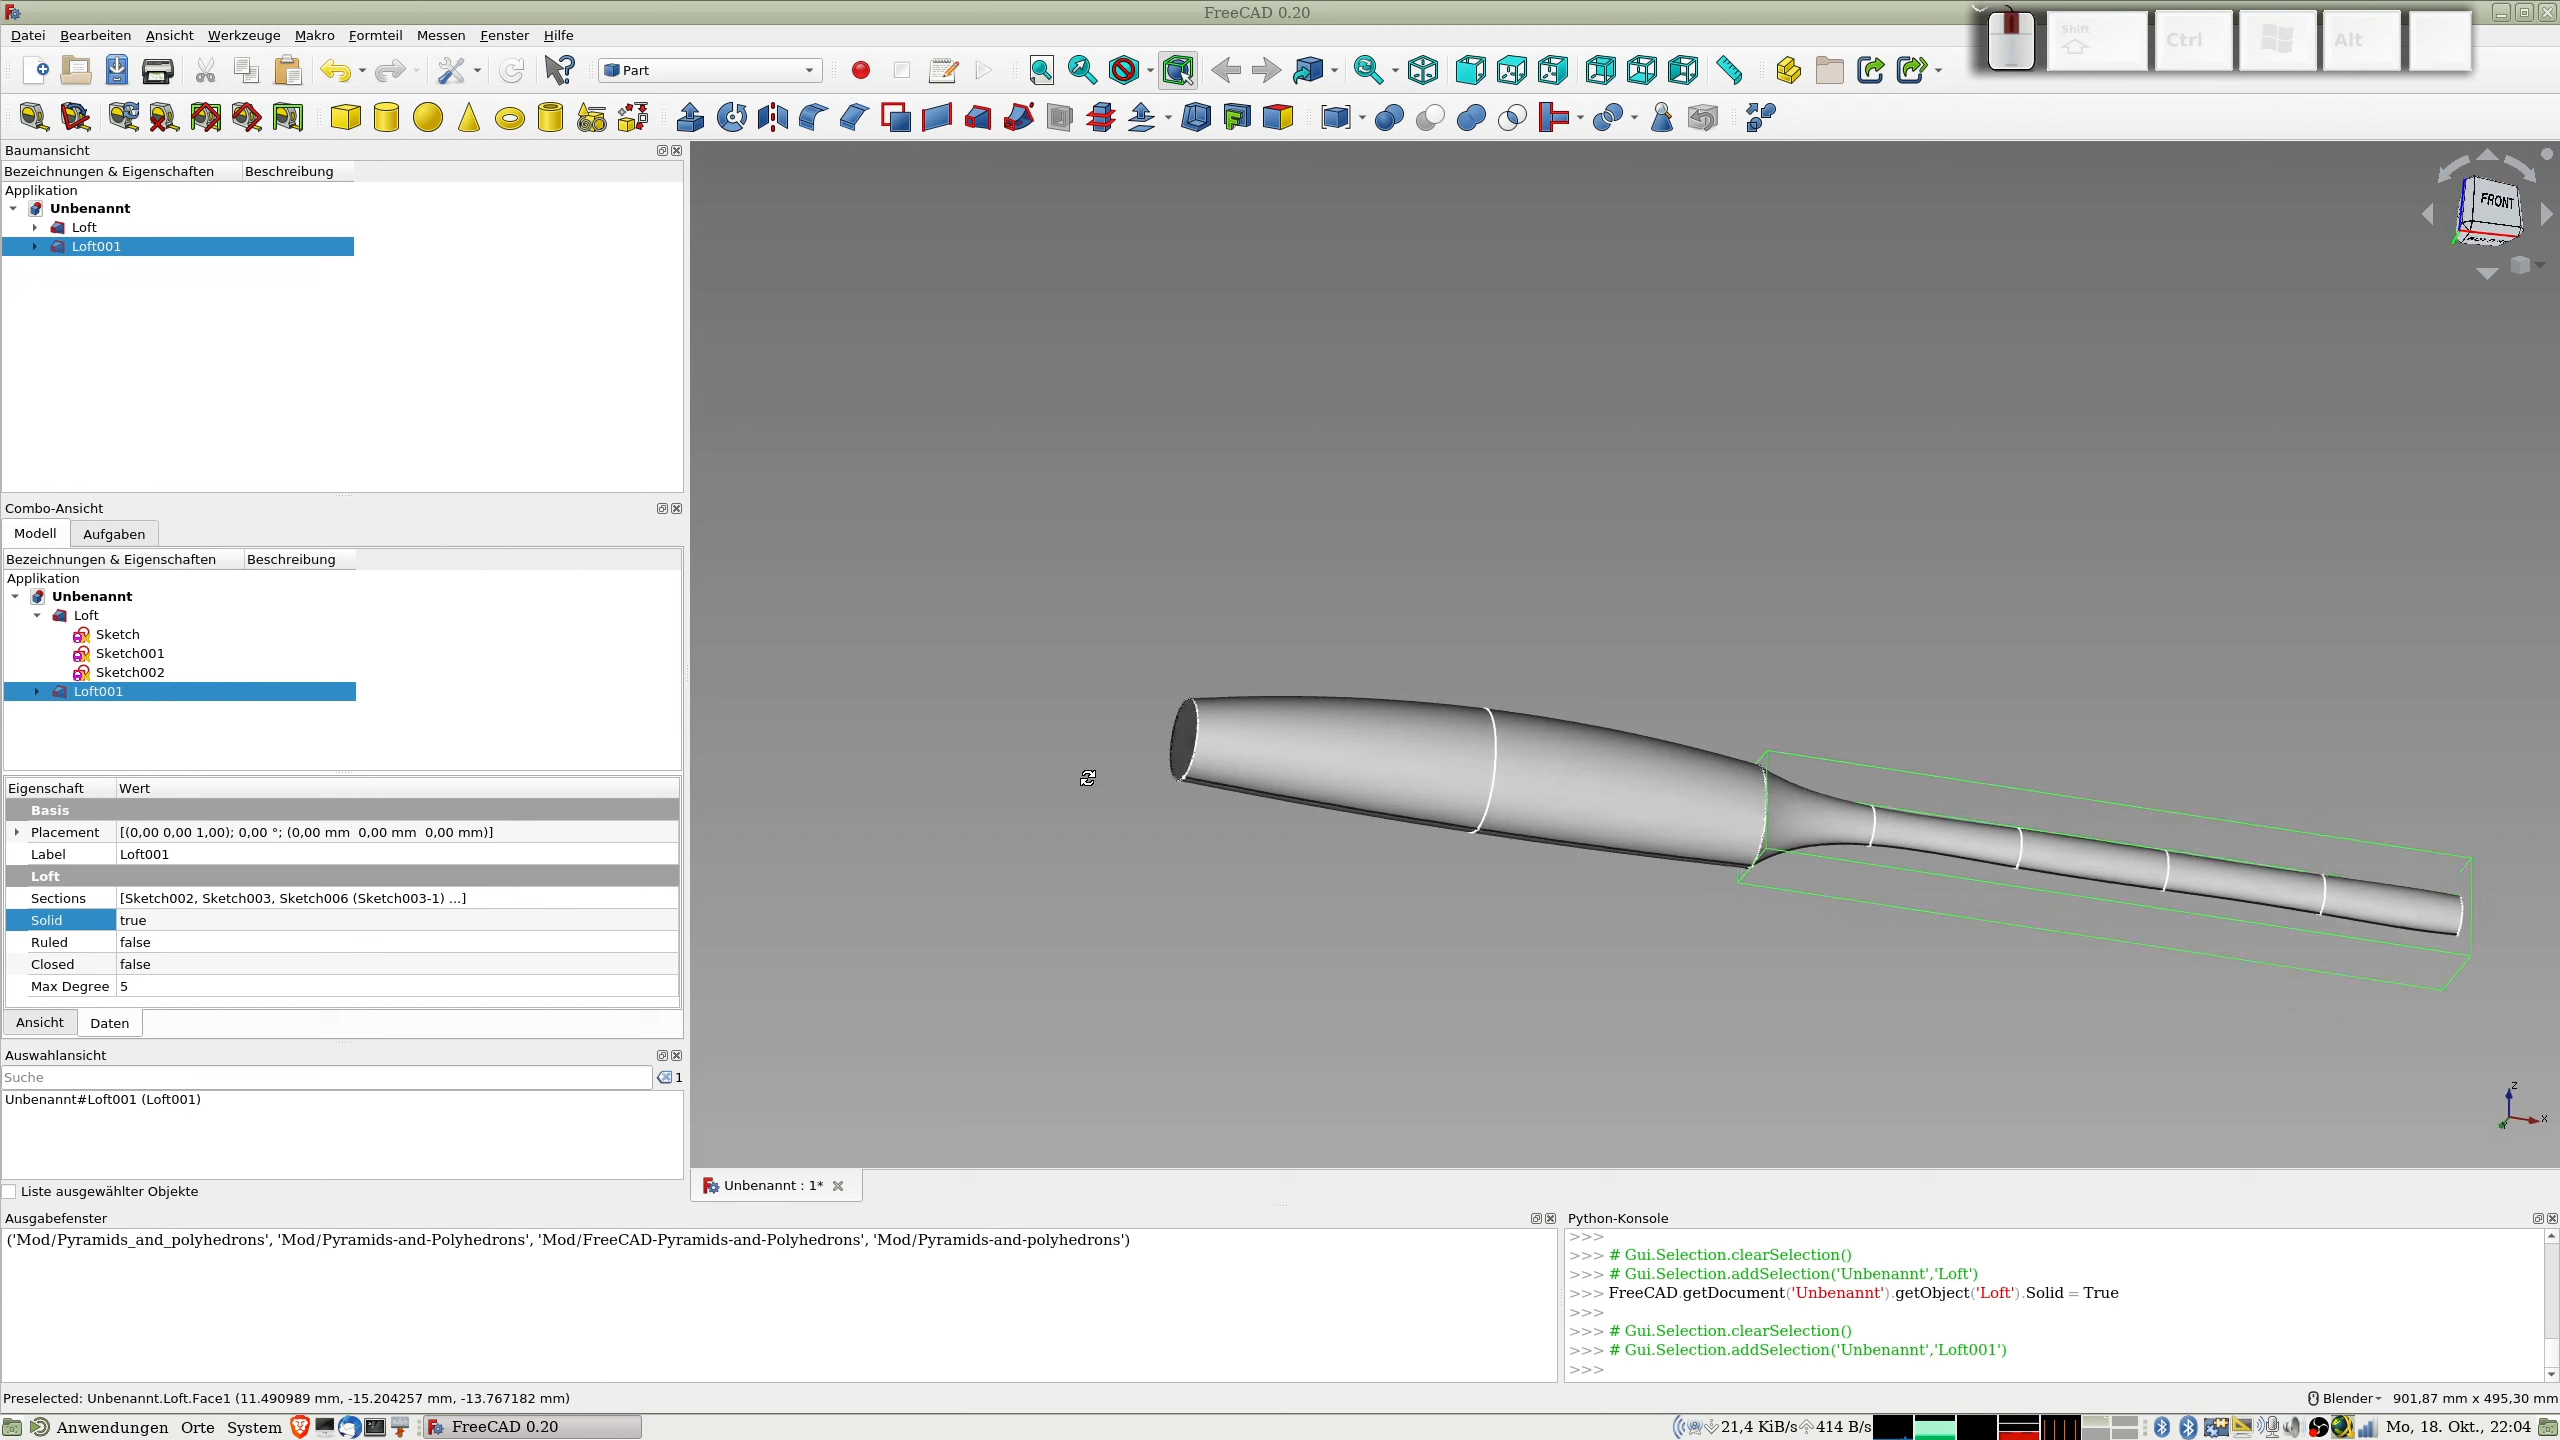 FreeCAD 0.20
Datei Bearbeiten Ansicht Werkzeuge Makro Formteil Messen Fenster Hilfe
Shift Ctrl Alt
Part
Baumansicht
Bezeichnungen & Eigenschaften Beschreibung
Applikation
Unbenannt
Loft
Loft001
FRONT
Combo-Ansicht
Modell Aufgaben
Bezeichnungen & Eigenschaften Beschreibung
Applikation
Unbenannt
Loft
Sketch
Sketch001
Sketch002
Loft001
Eigenschaft Wert
Basis
Placement [(0,00 0,00 1,00); 0,00 °; (0,00 mm 0,00 mm 0,00 mm)]
Label Loft001
Loft
Sections [Sketch002, Sketch003, Sketch006 (Sketch003-1) ...]
Solid true
Ruled false
Closed false
Max Degree 5
Ansicht Daten
Auswahlansicht
Suche 1
Unbenannt#Loft001 (Loft001)
Liste ausgewählter Objekte
z
x
Unbenannt : 1*
Ausgabefenster
('Mod/Pyramids_and_polyhedrons', 'Mod/Pyramids-and-Polyhedrons', 'Mod/FreeCAD-Pyramids-and-Polyhedrons', 'Mod/Pyramids-and-polyhedrons')
Python-Konsole
>>>
>>> # Gui.Selection.clearSelection()
>>> # Gui.Selection.addSelection('Unbenannt','Loft')
>>> FreeCAD.getDocument('Unbenannt').getObject('Loft').Solid = True
>>>
>>> # Gui.Selection.clearSelection()
>>> # Gui.Selection.addSelection('Unbenannt','Loft001')
>>>
Preselected: Unbenannt.Loft.Face1 (11.490989 mm, -15.204257 mm, -13.767182 mm)
Blender 901,87 mm x 495,30 mm
Anwendungen Orte System FreeCAD 0.20 21,4 KiB/s 414 B/s Mo, 18. Okt., 22:04